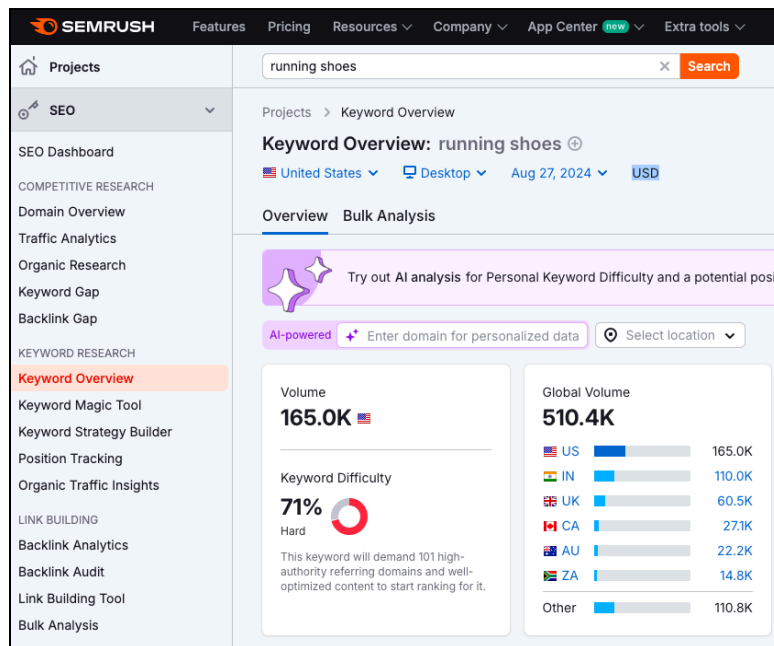 SEMRUSH Features Pricing Resources Company App Center new Extra tools
Projects
SEO
SEO Dashboard
COMPETITIVE RESEARCH
Domain Overview
Traffic Analytics
Organic Research
Keyword Gap
Backlink Gap
KEYWORD RESEARCH
Keyword Overview
Keyword Magic Tool
Keyword Strategy Builder
Position Tracking
Organic Traffic Insights
LINK BUILDING
Backlink Analytics
Backlink Audit
Link Building Tool
Bulk Analysis
running shoes Search
Projects > Keyword Overview
Keyword Overview: running shoes
United States Desktop Aug 27, 2024 USD
Overview Bulk Analysis
Try out AI analysis for Personal Keyword Difficulty and a potential posi
AI-powered Enter domain for personalized data Select location
Volume
165.0K
Keyword Difficulty
71%
Hard
This keyword will demand 101 high-
authority referring domains and well-
optimized content to start ranking for it.
Global Volume
510.4K
US 165.0K
IN 110.0K
UK 60.5K
CA 27.1K
AU 22.2K
ZA 14.8K
Other 110.8K